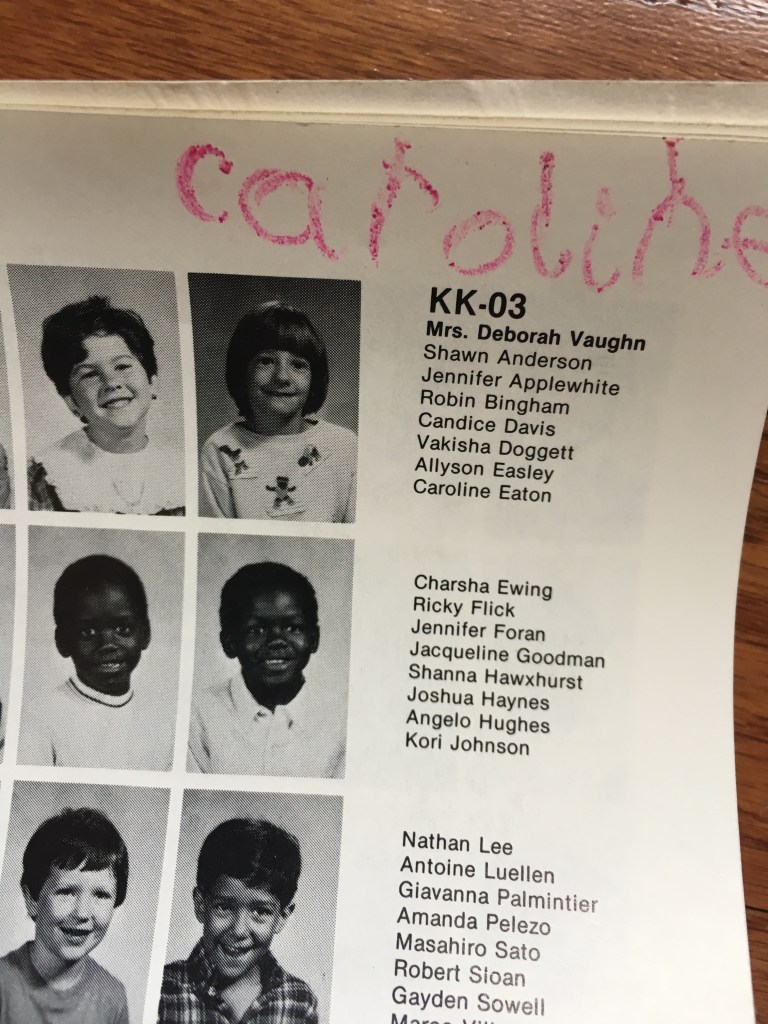 caroline
KK-03
Mrs. Deborah Vaughn
Shawn Anderson
Jennifer Applewhite
Robin Bingham
Candice Davis
Vakisha Doggett
Allyson Easley
Caroline Eaton
Charsha Ewing
Ricky Flick
Jennifer Foran
Jacqueline Goodman
Shanna Hawxhurst
Joshua Haynes
Angelo Hughes
Kori Johnson
Nathan Lee
Antoine Luellen
Giavanna Palmintier
Amanda Pelezo
Masahiro Sato
Robert Sloan
Gayden Sowell